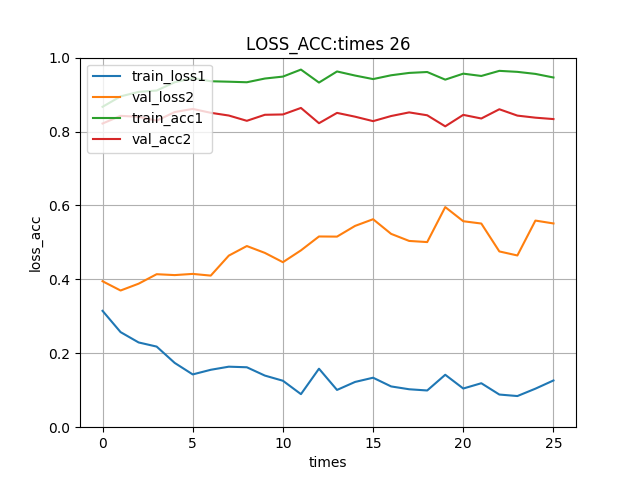 LOSS_ACC:times 26
train_loss1
val_loss2
train_acc1
val_acc2
loss_acc
1.0
0.8
0.6
0.4
0.2
0.0
0 5 10 15 20 25
times